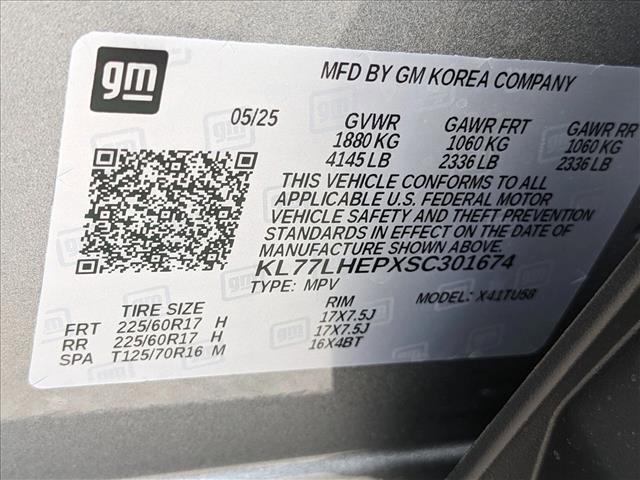 gm
MFD BY GM KOREA COMPANY
05/25 GVWR GAWR FRT GAWR RR
1880 KG 1060 KG 1060 KG
4145 LB 2336 LB 2336 LB
THIS VEHICLE CONFORMS TO ALL
APPLICABLE U.S. FEDERAL MOTOR
VEHICLE SAFETY AND THEFT PREVENTION
STANDARDS IN EFFECT ON THE DATE OF
MANUFACTURE SHOWN ABOVE.
KL77LHEPXSC301674
TYPE: MPV MODEL: X41TU58
TIRE SIZE RIM
FRT 225/60R17 H 17X7.5J
RR 225/60R17 H 17X7.5J
SPA T125/70R16 M 16X4BT